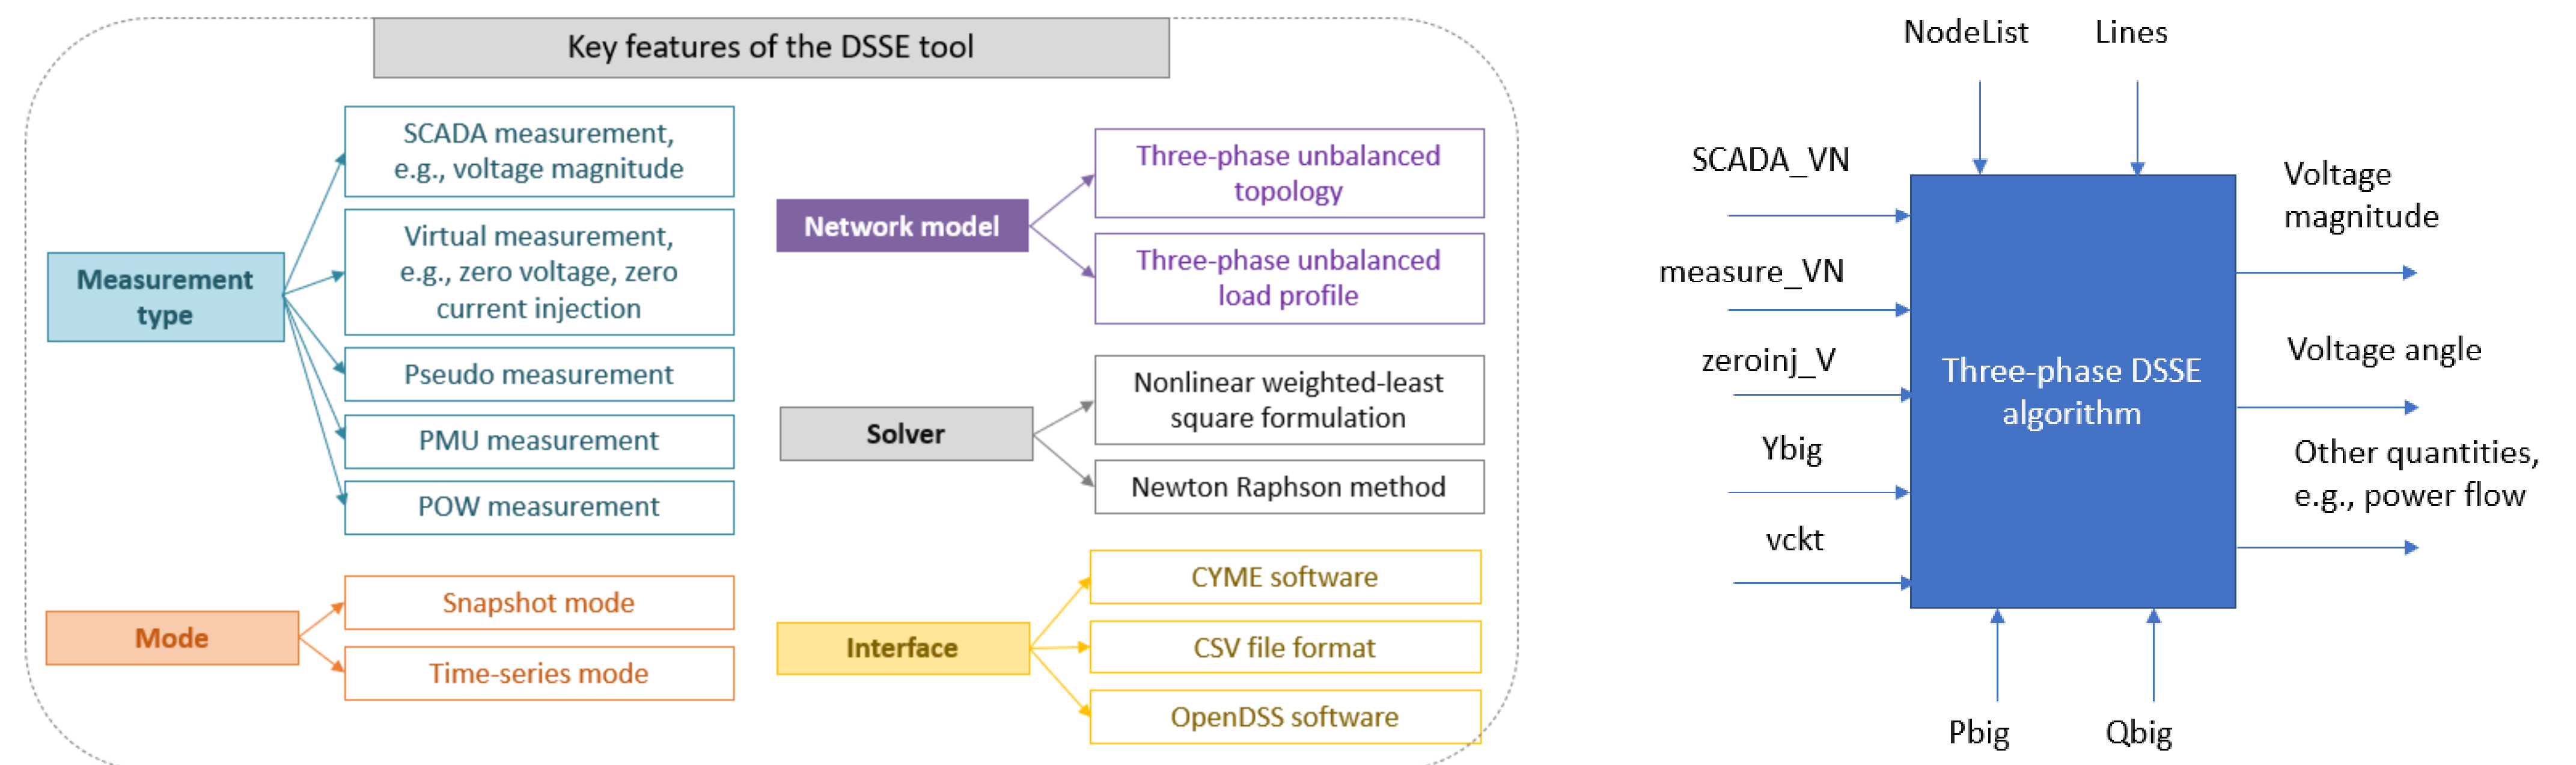 Key features of the DSSE tool
Measurement
type
SCADA measurement,
e.g., voltage magnitude
Virtual measurement,
e.g., zero voltage, zero
current injection
Pseudo measurement
PMU measurement
POW measurement
Mode
Snapshot mode
Time-series mode
Network model
Three-phase unbalanced
topology
Three-phase unbalanced
load profile
Solver
Nonlinear weighted-least
square formulation
Newton Raphson method
Interface
CYME software
CSV file format
OpenDSS software
NodeList
Lines
SCADA_VN
measure_VN
zeroinj_V
Ybig
vckt
Three-phase DSSE
algorithm
Voltage
magnitude
Voltage angle
Other quantities,
e.g., power flow
Pbig
Qbig